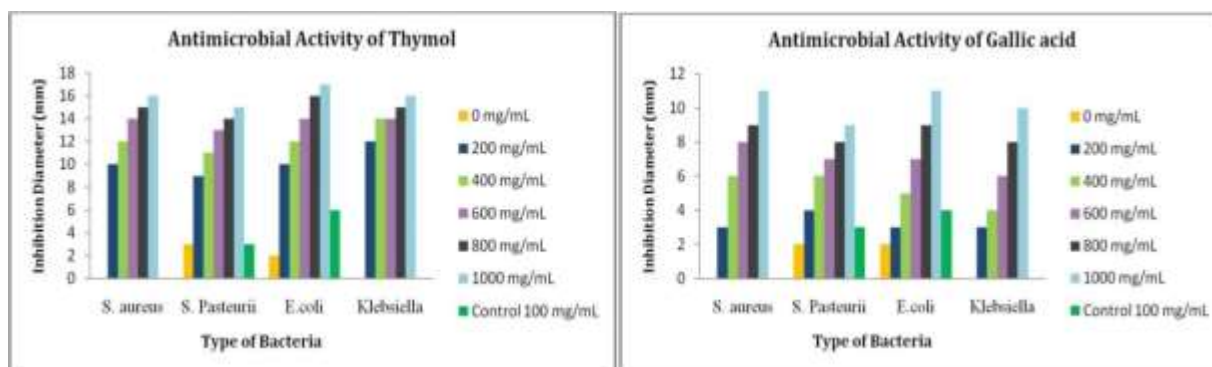 Antimicrobial Activity of Thymol
Inhibition Diameter (mm)
18
16
14
12
10
8
6
4
2
0
S. aureus S. Pasteurii E.coli Klebsiella
Type of Bacteria
0 mg/mL
200 mg/mL
400 mg/mL
600 mg/mL
800 mg/mL
1000 mg/mL
Control 100 mg/mL
Antimicrobial Activity of Gallic acid
Inhibition Diameter (mm)
12
10
8
6
4
2
0
S. aureus S. Pasteurii E.coli Klebsiella
Type of Bacteria
0 mg/mL
200 mg/mL
400 mg/mL
600 mg/mL
800 mg/mL
1000 mg/mL
Control 100 mg/mL